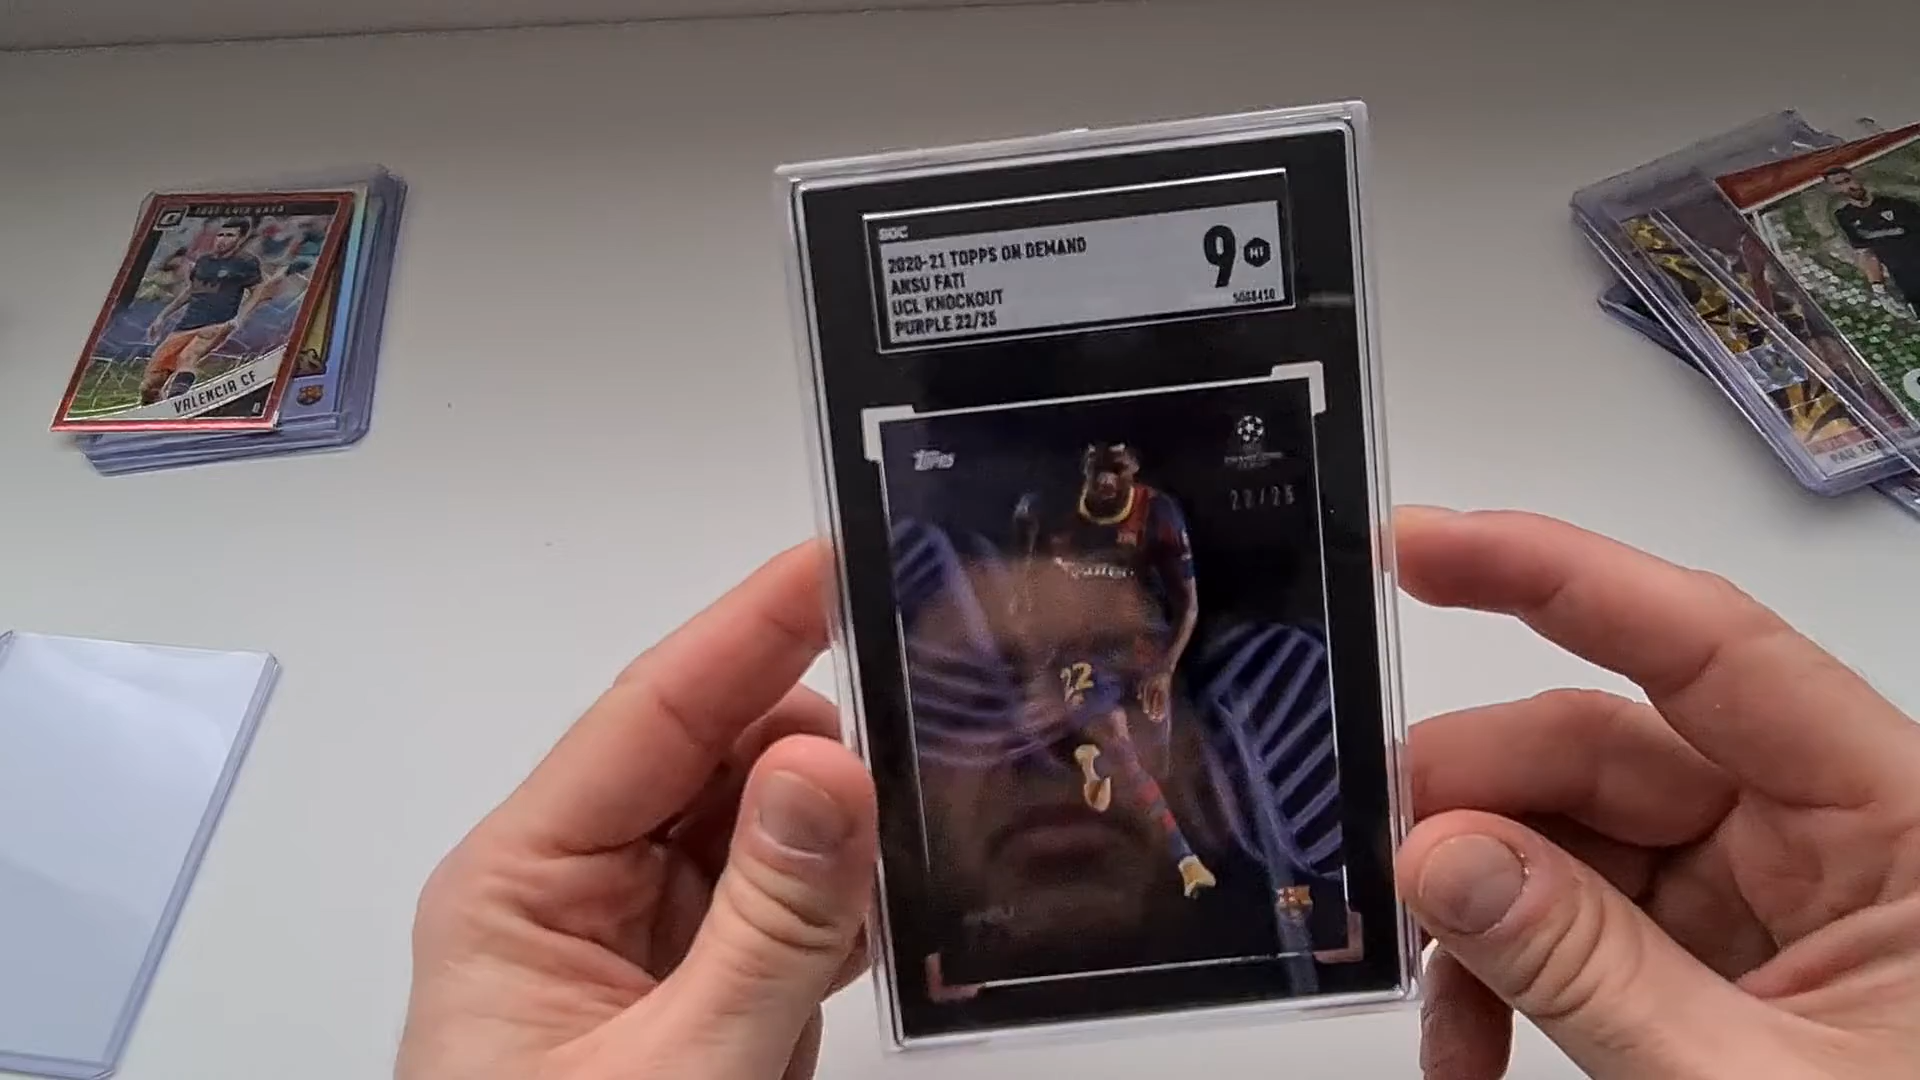 SGC
2020-21 TOPPS ON DEMAND
ANSU FATI
UCL KNOCKOUT
PURPLE 22/25
9
MT
Topps
22/25
22
VALENCIA CF
PAU